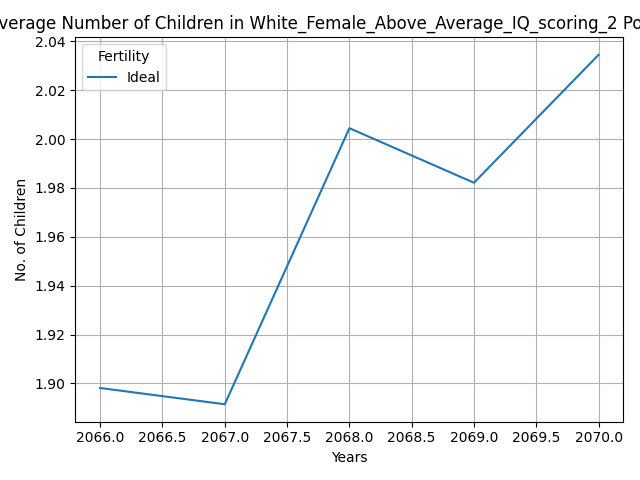 verage Number of Children in White_Female_Above_Average_IQ_scoring_2 Po
Fertility
Ideal
2.04
2.02
2.00
1.98
1.96
1.94
1.92
1.90
No. of Children
2066.0 2066.5 2067.0 2067.5 2068.0 2068.5 2069.0 2069.5 2070.0
Years